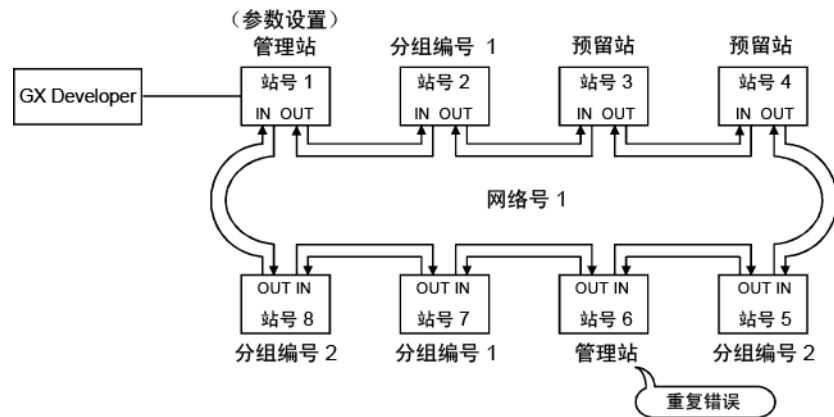 （参数设置）
管理站 分组编号 1 预留站 预留站
GX Developer
站号 1 站号 2 站号 3 站号 4
IN OUT IN OUT IN OUT IN OUT
网络号 1
OUT IN OUT IN OUT IN OUT IN
站号 8 站号 7 站号 6 站号 5
分组编号 2 分组编号 1 管理站 分组编号 2
重复错误